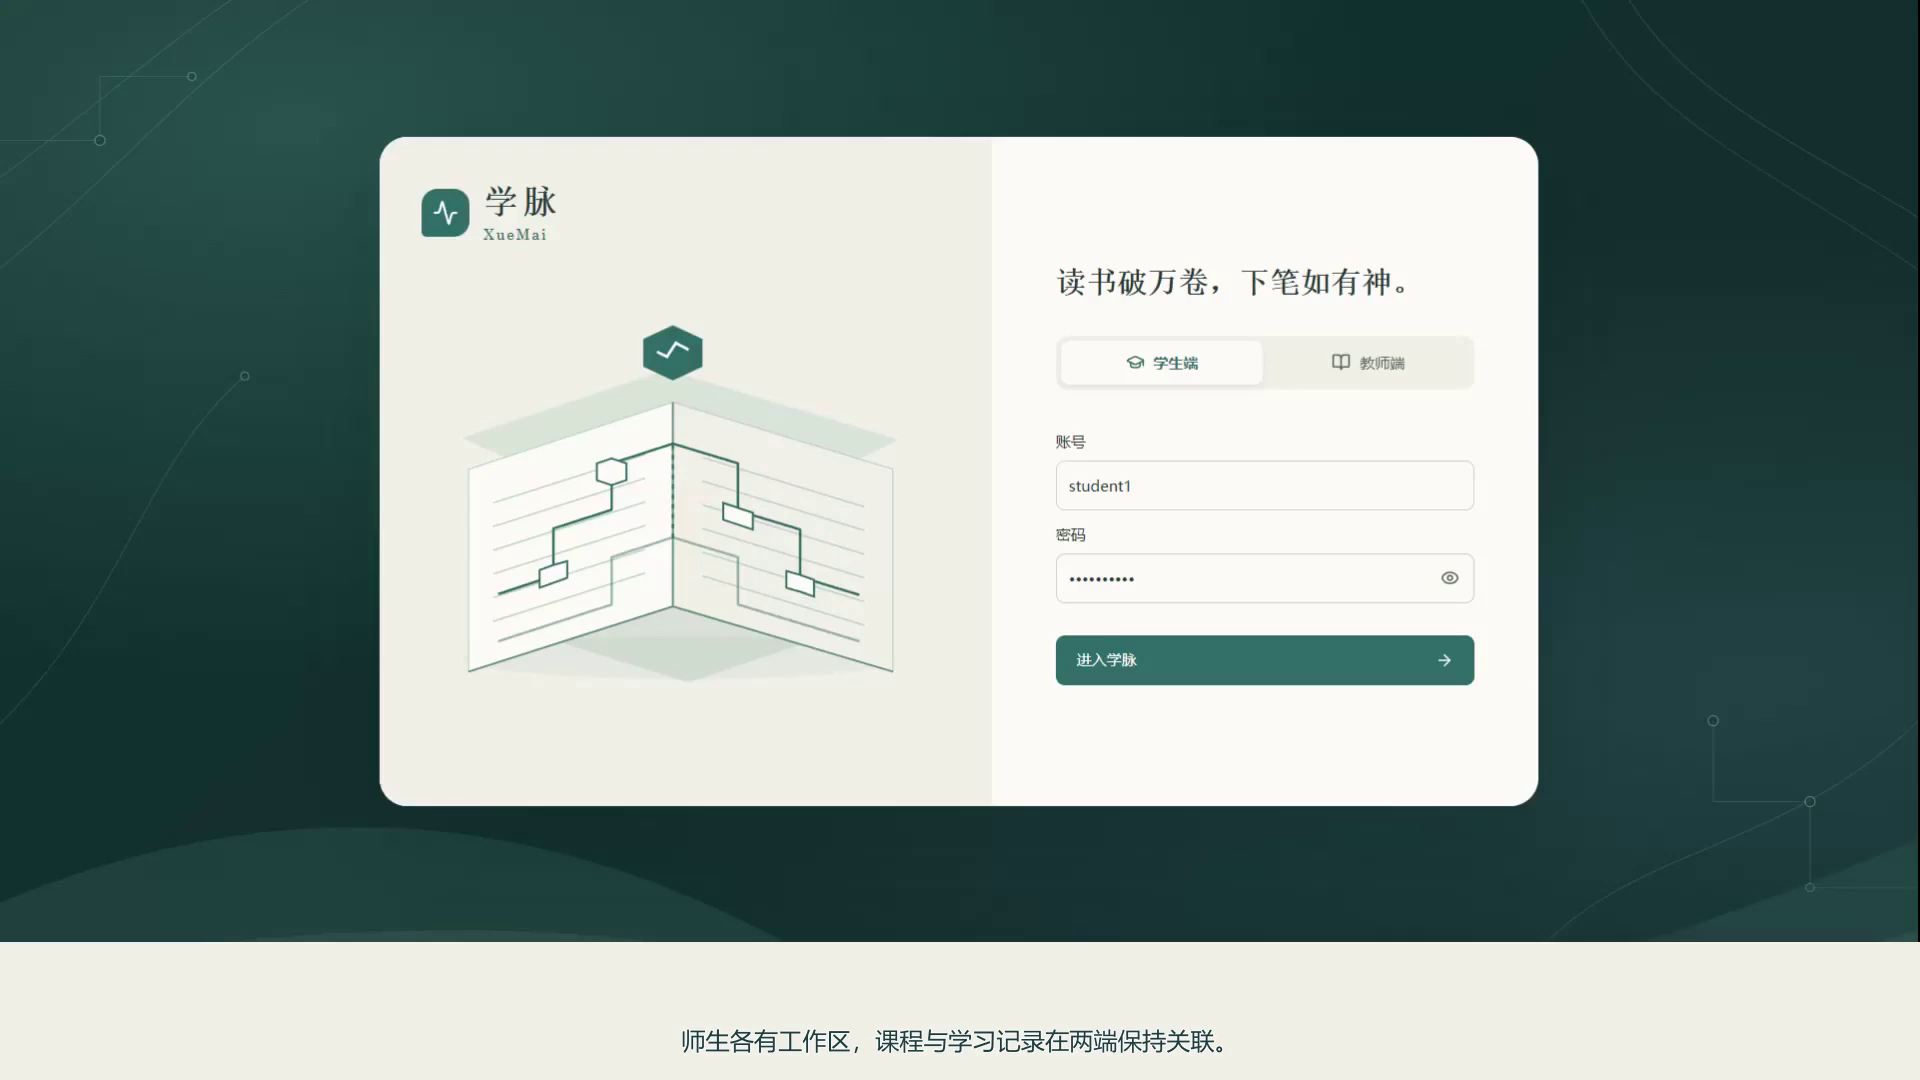 学脉
XueMai
读书破万卷，下笔如有神。
学生端
教师端
账号
student1
密码
••••••••••
进入学脉
师生各有工作区，课程与学习记录在两端保持关联。